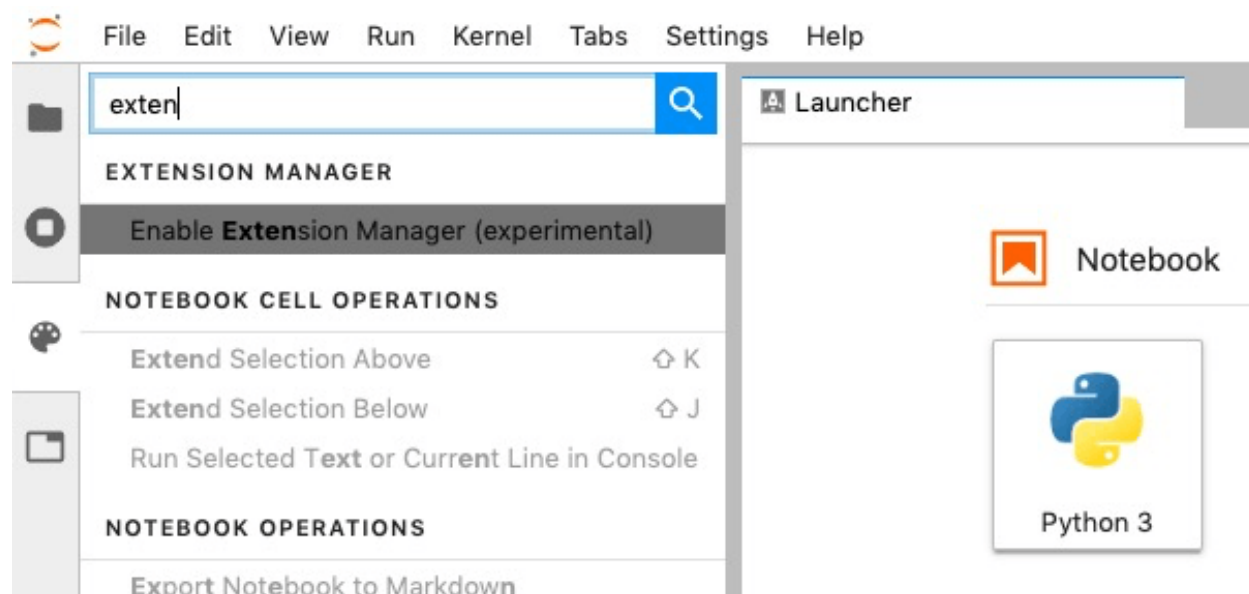 File Edit View Run Kernel Tabs Settings Help
exten
EXTENSION MANAGER
Enable Extension Manager (experimental)
NOTEBOOK CELL OPERATIONS
Extend Selection Above ⇧ K
Extend Selection Below ⇧ J
Run Selected Text or Current Line in Console
NOTEBOOK OPERATIONS
Export Notebook to Markdown
Launcher
Notebook
Python 3